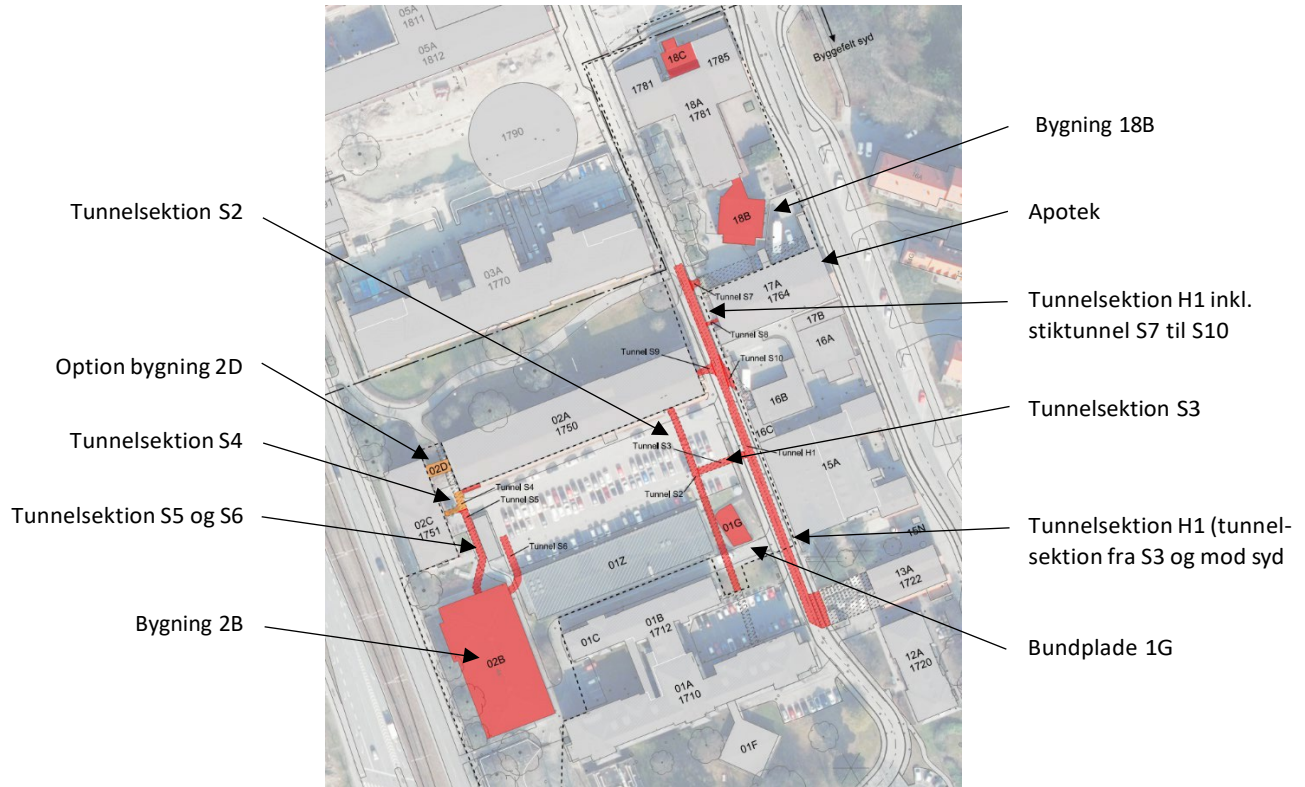 Tunnelsektion S2
Option bygning 2D
Tunnelsektion S4
Tunnelsektion S5 og S6
Bygning 2B
05A
1811
05A
1812
1790
03A
1770
18C
1781
1785
18A
1781
18B
Byggefelt syd
17A
1764
17B
16A
16B
16C
15A
15N
13A
1722
12A
1720
Tunnel S7
Tunnel S8
Tunnel S9
Tunnel S10
Tunnel H1
Tunnel S3
Tunnel S2
02A
1750
02D
02C
1751
Tunnel S4
Tunnel S5
Tunnel S6
01Z
01G
02B
01C
01B
1712
01A
1710
01F
Bygning 18B
Apotek
Tunnelsektion H1 inkl.
stiktunnel S7 til S10
Tunnelsektion S3
Tunnelsektion H1 (tunnel-
sektion fra S3 og mod syd
Bundplade 1G